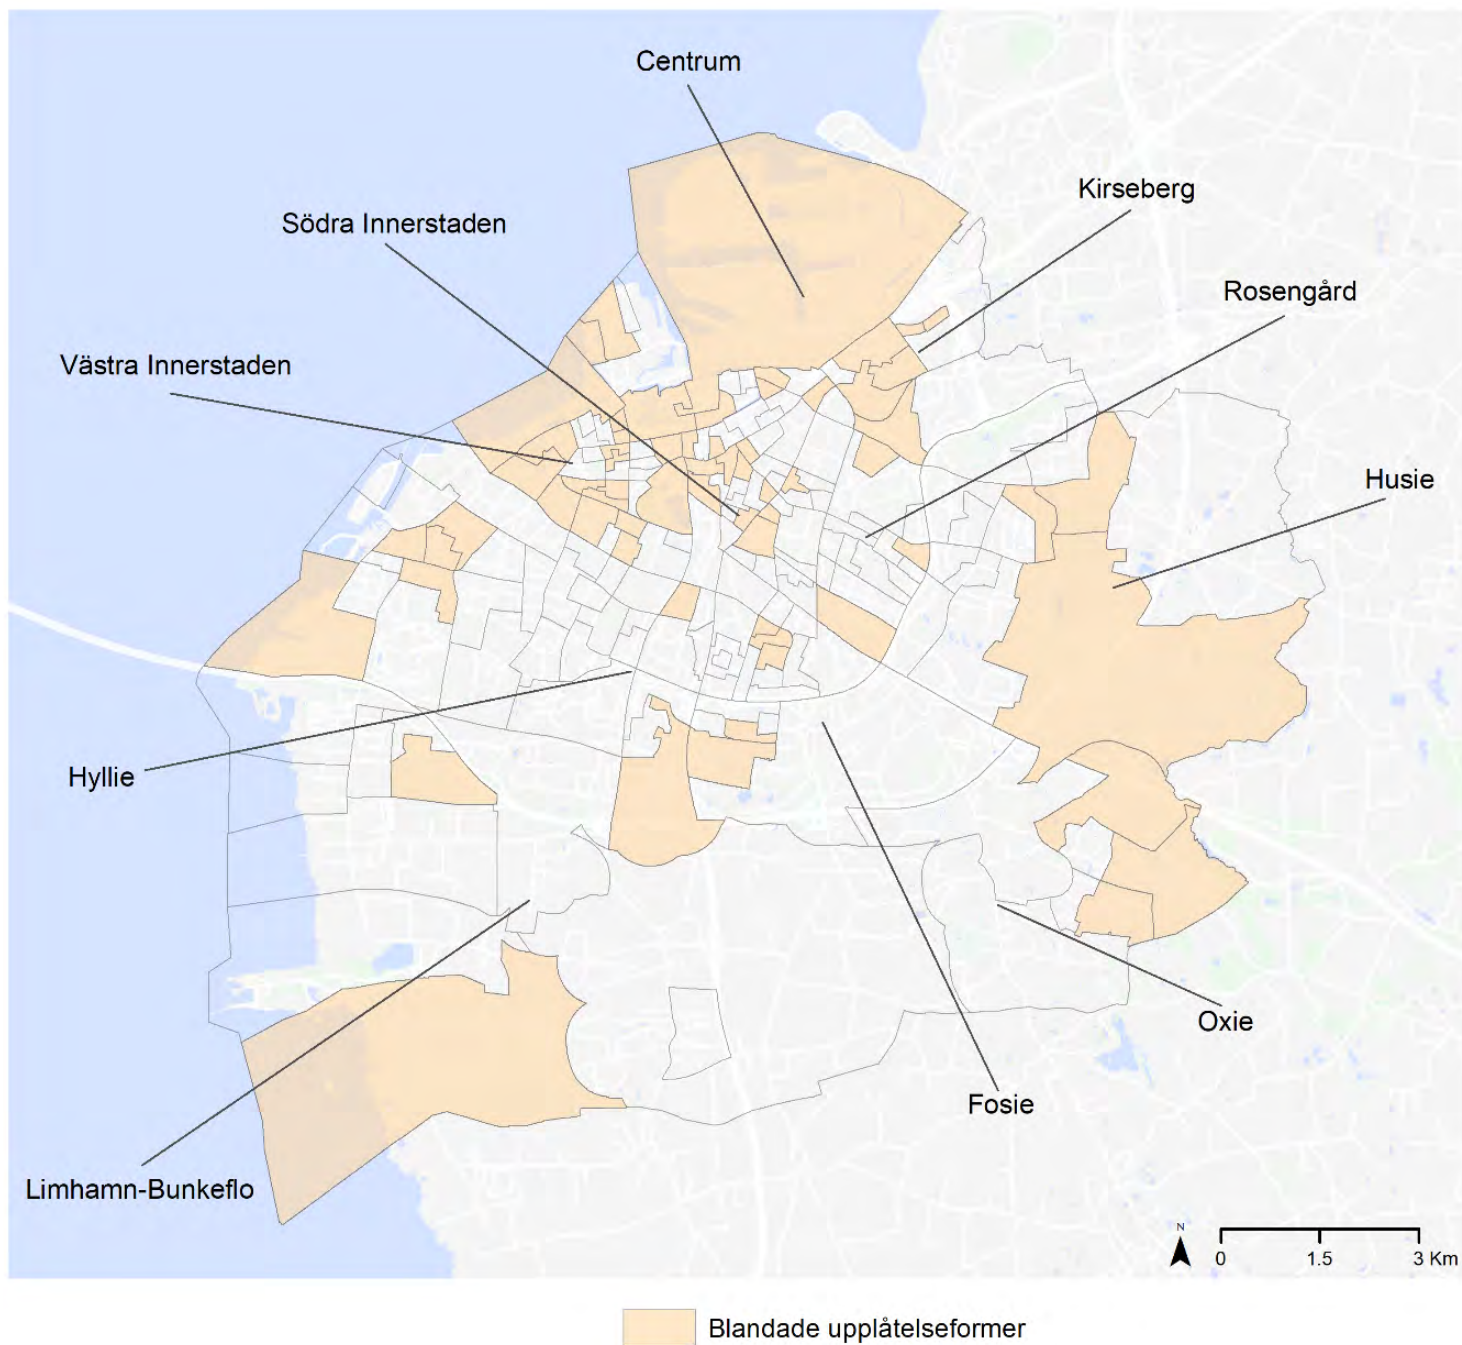 Centrum
Kirseberg
Södra Innerstaden
Rosengård
Västra Innerstaden
Husie
Hyllie
Oxie
Fosie
Limhamn-Bunkeflo
N
0 1.5 3 Km
Blandade upplåtelseformer